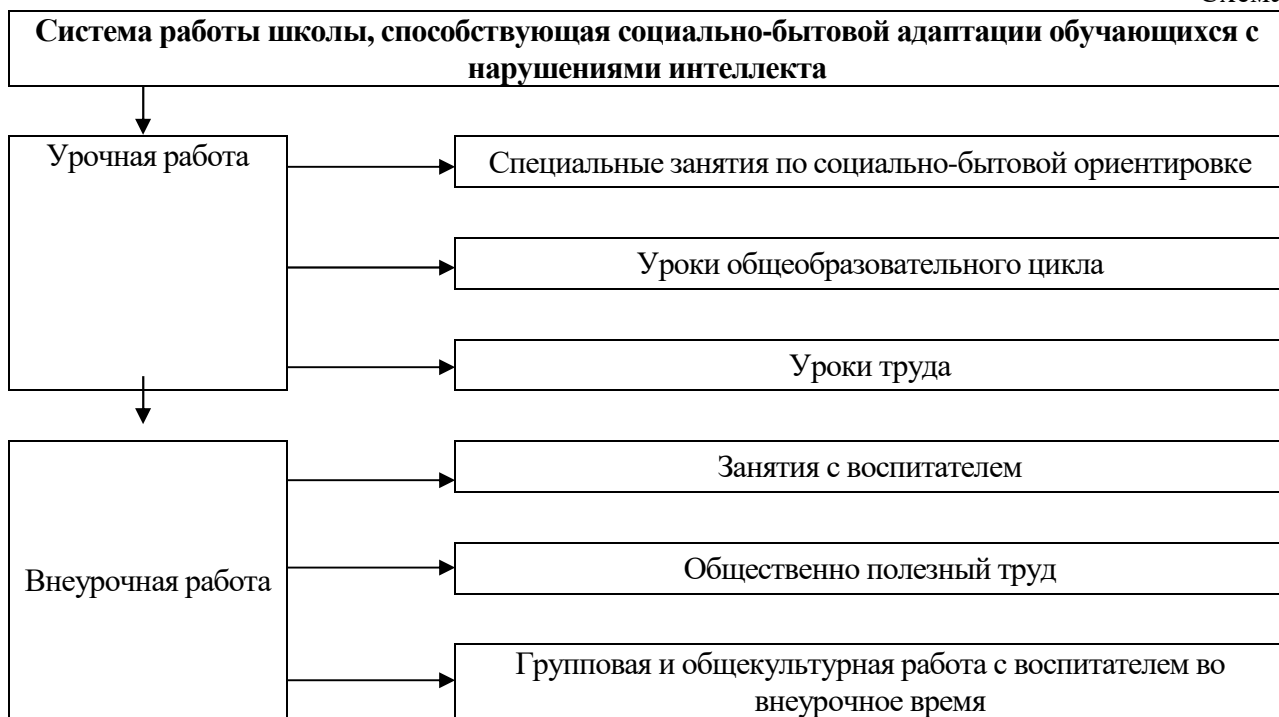 Система работы школы, способствующая социально-бытовой адаптации обучающихся с
нарушениями интеллекта
Урочная работа
Специальные занятия по социально-бытовой ориентировке
Уроки общеобразовательного цикла
Уроки труда
Внеурочная работа
Занятия с воспитателем
Общественно полезный труд
Групповая и общекультурная работа с воспитателем во
внеурочное время